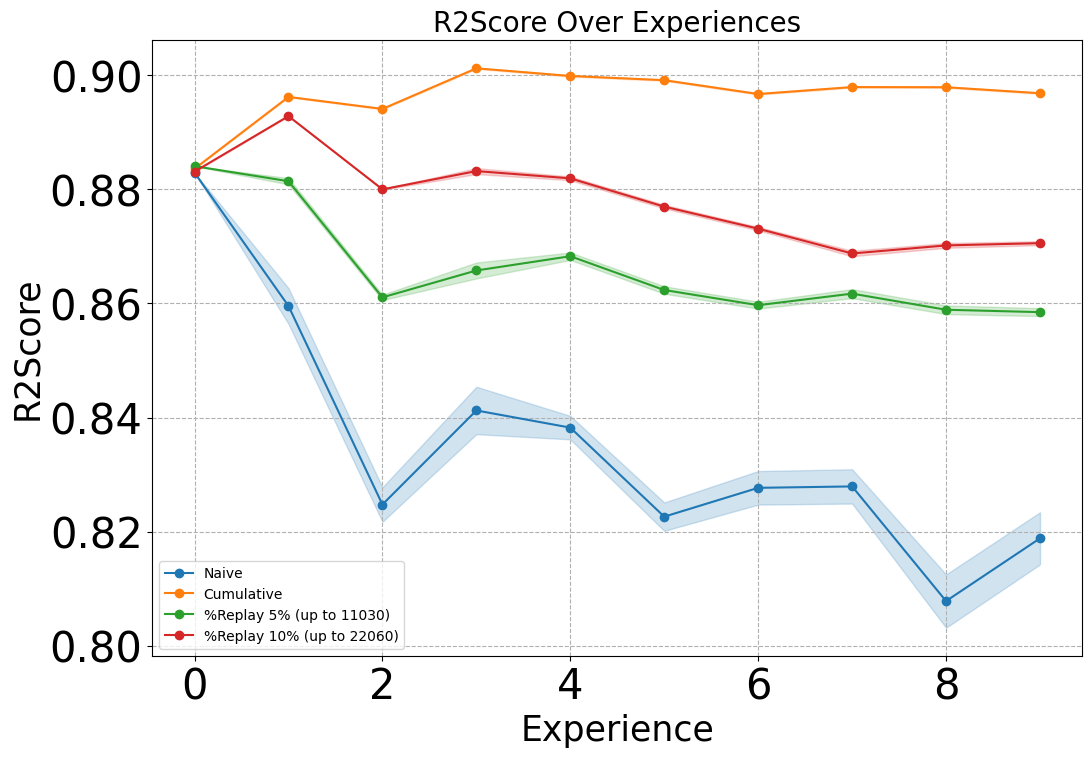 R2Score Over Experiences
0.90
0.88
0.86
0.84
0.82
0.80
R2Score
Naive
Cumulative
%Replay 5% (up to 11030)
%Replay 10% (up to 22060)
0 2 4 6 8
Experience